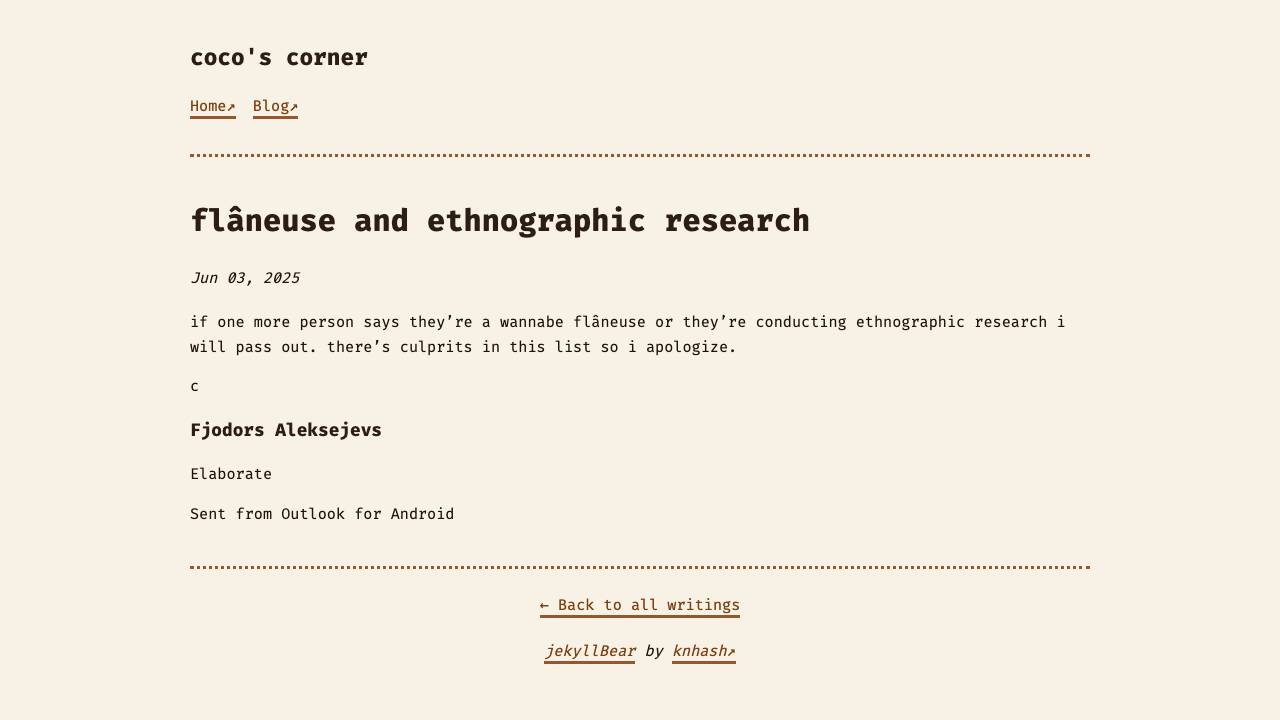 coco's corner
Home↗ Blog↗
flâneuse and ethnographic research
Jun 03, 2025
if one more person says they’re a wannabe flâneuse or they’re conducting ethnographic research i
will pass out. there’s culprits in this list so i apologize.
c
Fjodors Aleksejevs
Elaborate
Sent from Outlook for Android
← Back to all writings
jekyllBear by knhash↗